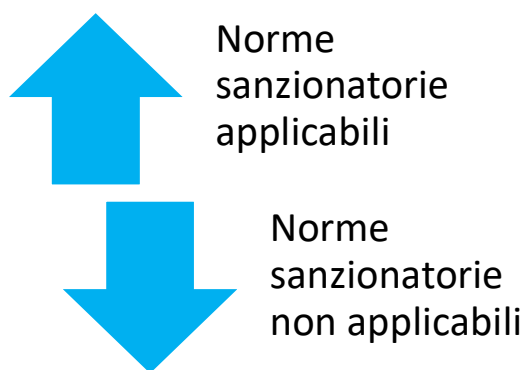 Norme
sanzionatorie
applicabili
Norme
sanzionatorie
non applicabili